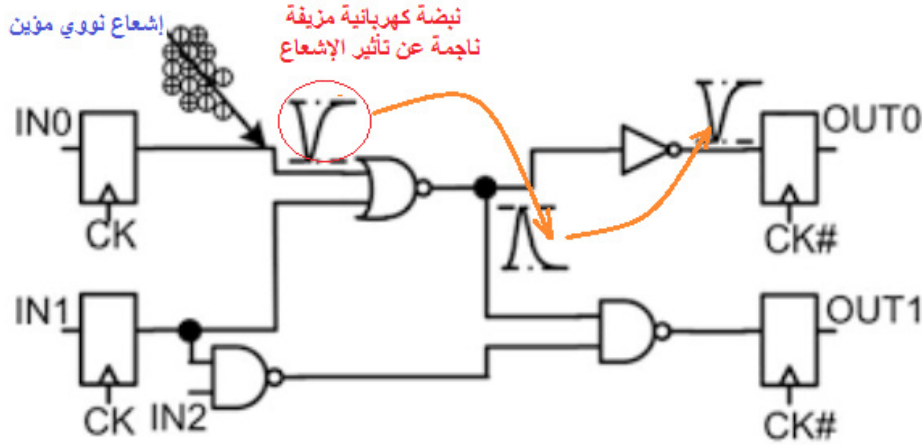 إشعاع نووي مؤين
نبضة كهربائية مزيفة
ناجمة عن تأثير الإشعاع
IN0
OUT0
CK
CK#
IN1
OUT1
CK
IN2
CK#